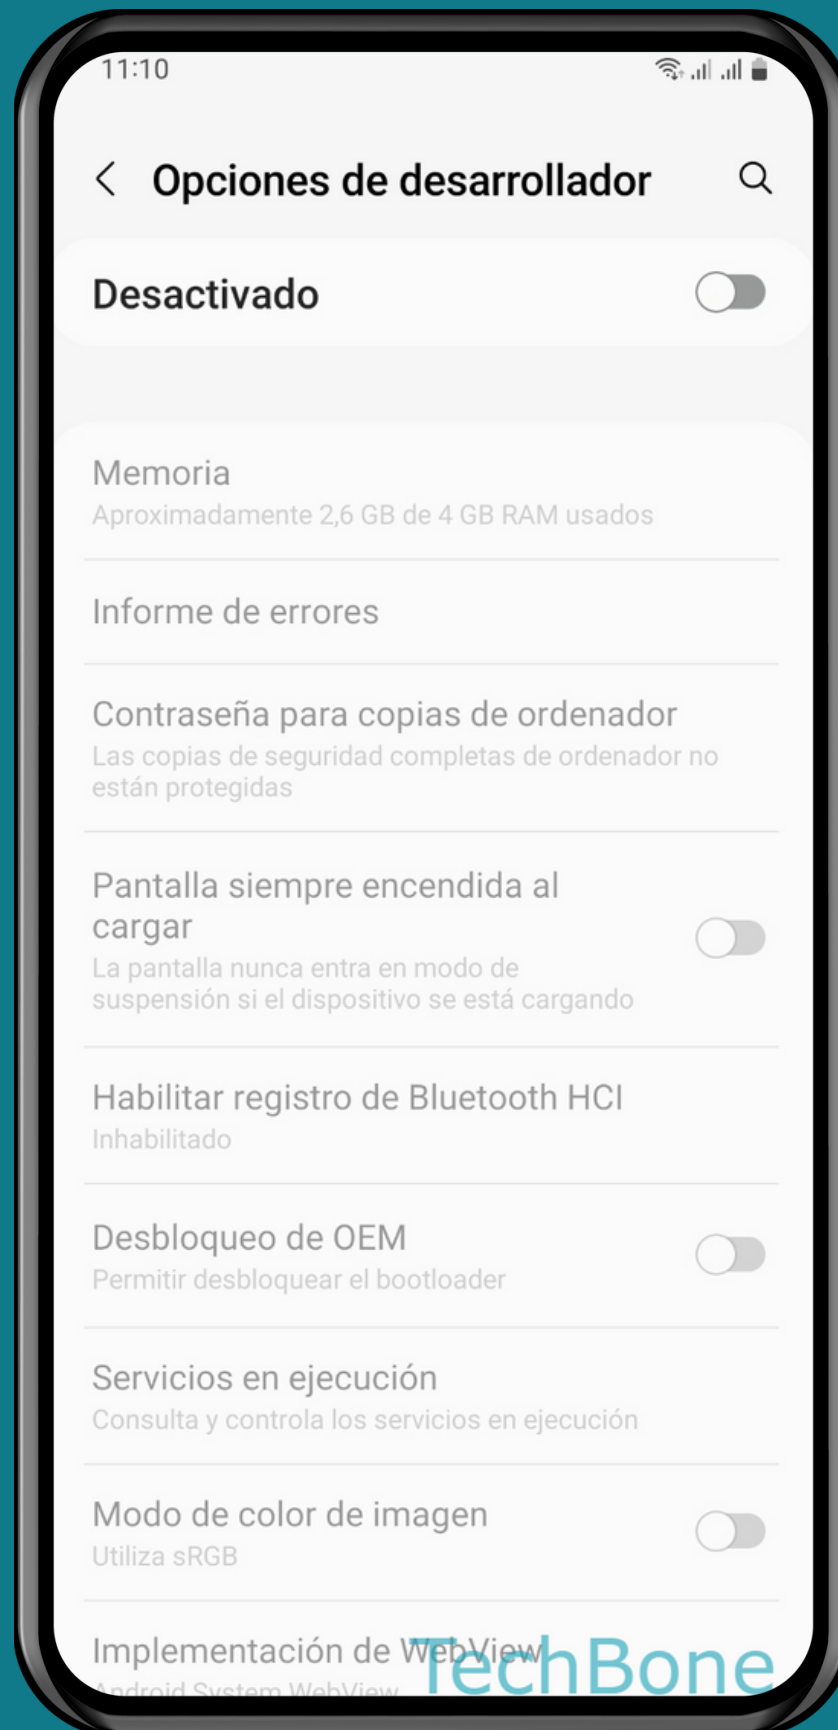 11:10
Opciones de desarrollador
Desactivado
Memoria
Aproximadamente 2,6 GB de 4 GB RAM usados
Informe de errores
Contraseña para copias de ordenador
Las copias de seguridad completas de ordenador no
están protegidas
Pantalla siempre encendida al
cargar
La pantalla nunca entra en modo de
suspensión si el dispositivo se está cargando
Habilitar registro de Bluetooth HCI
Inhabilitado
Desbloqueo de OEM
Permitir desbloquear el bootloader
Servicios en ejecución
Consulta y controla los servicios en ejecución
Modo de color de imagen
Utiliza sRGB
Implementación de WebView
Android System WebView
TechBone